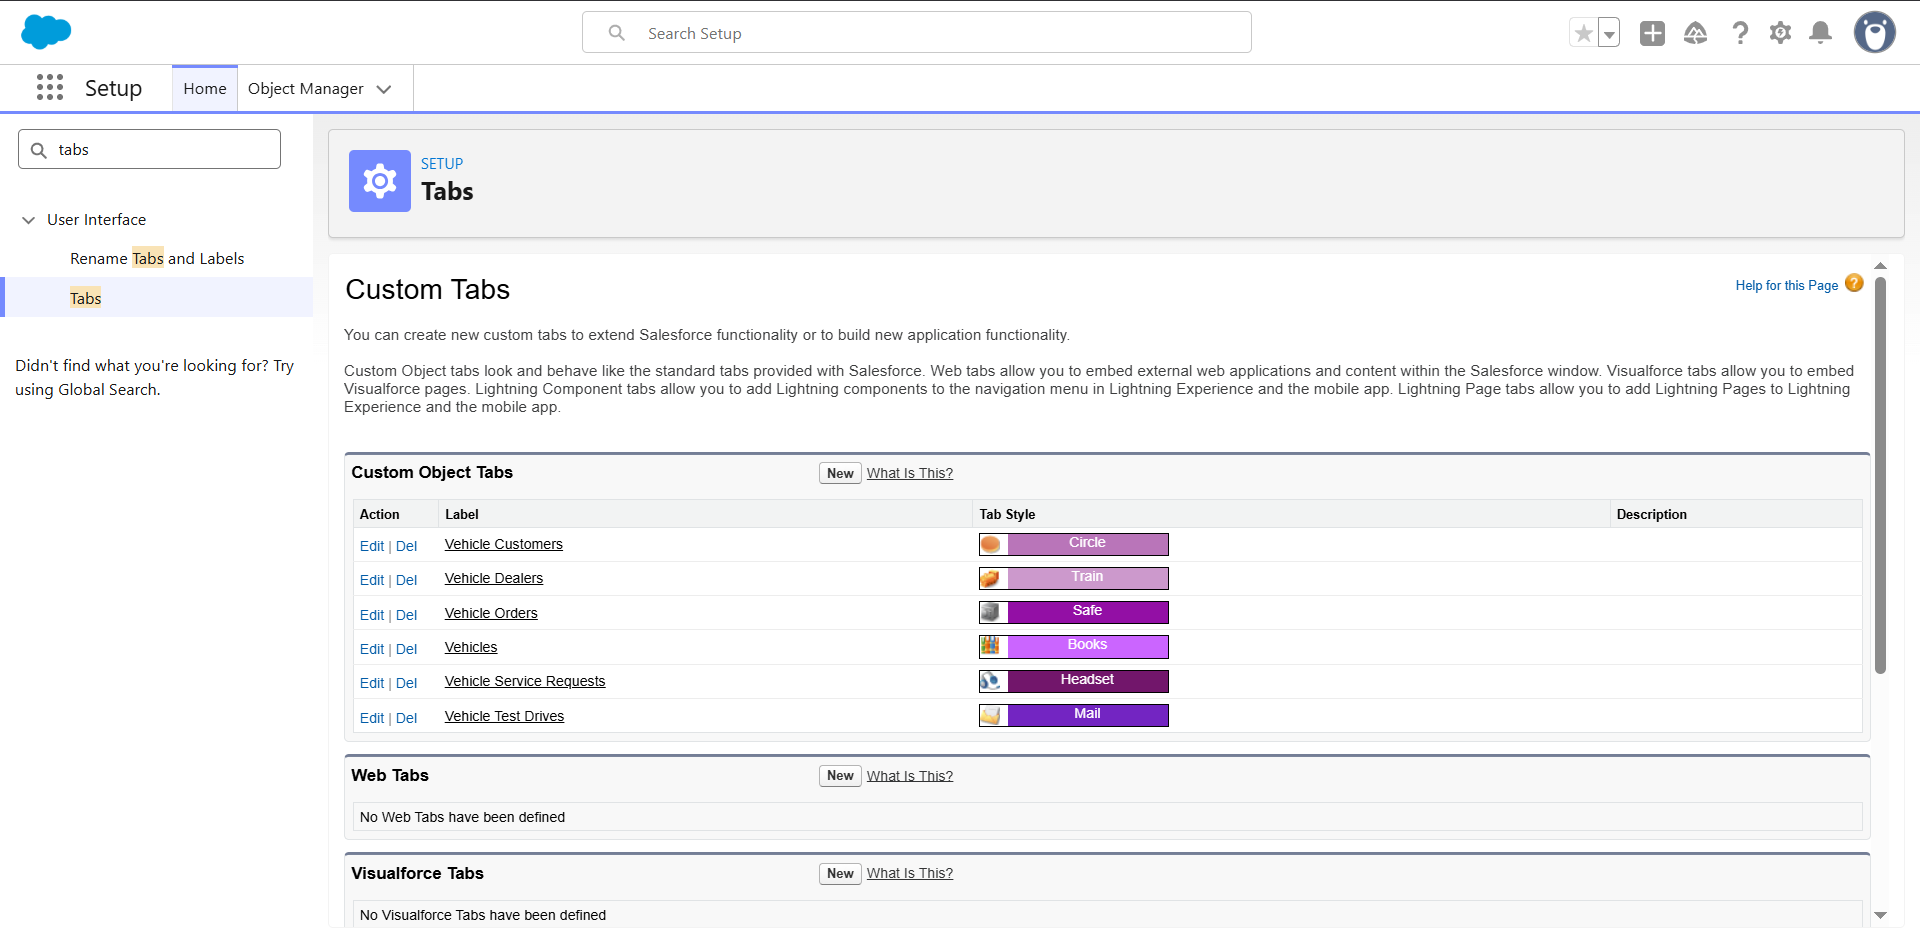 Search Setup
Setup
Home
Object Manager
tabs
User Interface
Rename Tabs and Labels
Tabs
Didn't find what you're looking for? Try
using Global Search.
SETUP
Tabs
Custom Tabs
Help for this Page
You can create new custom tabs to extend Salesforce functionality or to build new application functionality.
Custom Object tabs look and behave like the standard tabs provided with Salesforce. Web tabs allow you to embed external web applications and content within the Salesforce window. Visualforce tabs allow you to embed
Visualforce pages. Lightning Component tabs allow you to add Lightning components to the navigation menu in Lightning Experience and the mobile app. Lightning Page tabs allow you to add Lightning Pages to Lightning
Experience and the mobile app.
Custom Object Tabs New What Is This?
Action Label Tab Style Description
Edit | Del Vehicle Customers Circle
Edit | Del Vehicle Dealers Train
Edit | Del Vehicle Orders Safe
Edit | Del Vehicles Books
Edit | Del Vehicle Service Requests Headset
Edit | Del Vehicle Test Drives Mail
Web Tabs New What Is This?
No Web Tabs have been defined
Visualforce Tabs New What Is This?
No Visualforce Tabs have been defined